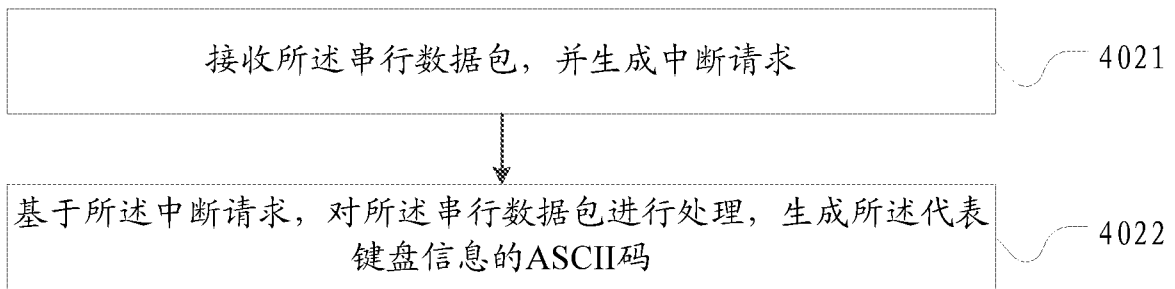 接收所述串行数据包，并生成中断请求
4021
基于所述中断请求，对所述串行数据包进行处理，生成所述代表
键盘信息的ASCII码
4022